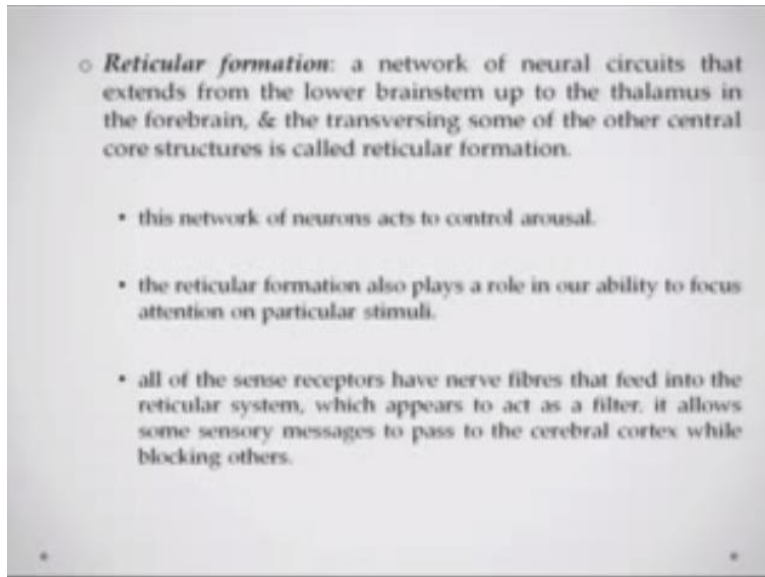 ○ Reticular formation: a network of neural circuits that
extends from the lower brainstem up to the thalamus in
the forebrain, & the transversing some of the other central
core structures is called reticular formation.
• this network of neurons acts to control arousal.
• the reticular formation also plays a role in our ability to focus
attention on particular stimuli.
• all of the sense receptors have nerve fibres that feed into the
reticular system, which appears to act as a filter. it allows
some sensory messages to pass to the cerebral cortex while
blocking others.